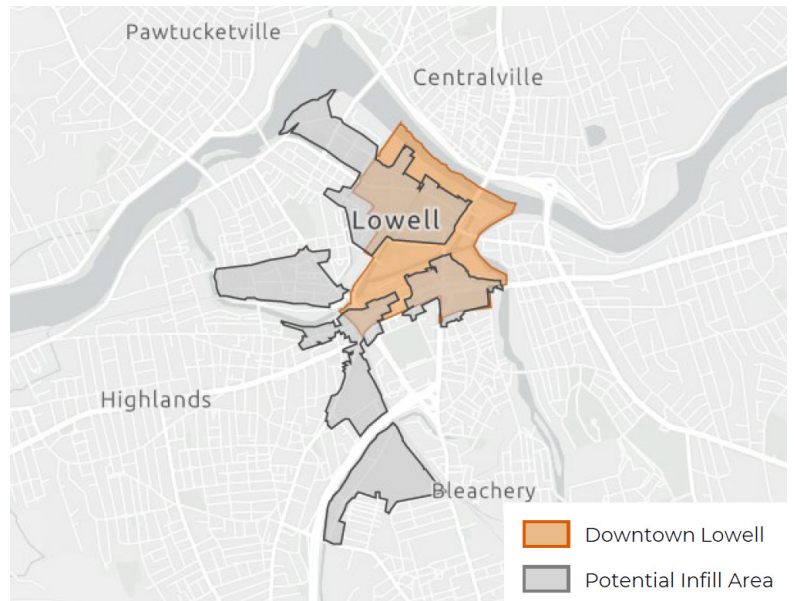 Pawtucketville
Centralville
Lowell
Highlands
Bleachery
Downtown Lowell
Potential Infill Area